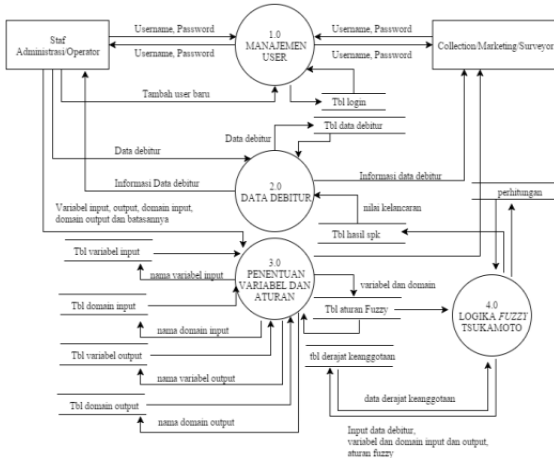 Staf
Administrasi/Operator
Username, Password
Username, Password
1.0
MANAJEMEN
USER
Username, Password
Username, Password
Collection/Marketing/Surveyor
Tambah user baru
Tbl login
Tbl data debitur
Data debitur
Data debitur
Informasi Data debitur
2.0
DATA DEBITUR
Informasi data debitur
perhitungan
nilai kelancaran
Variabel input, output, domain input,
domain output dan batasannya
Tbl hasil spk
Tbl variabel input
nama variabel input
3.0
PENENTUAN
VARIABEL DAN
ATURAN
variabel dan domain
Tbl domain input
nama domain input
Tbl aturan Fuzzy
4.0
LOGIKA FUZZY
TSUKAMOTO
Tbl variabel output
nama variabel output
tbl derajat keanggotaan
data derajat keanggotaan
Tbl domain output
nama domain output
Input data debitur,
variabel dan domain input dan output,
aturan fuzzy